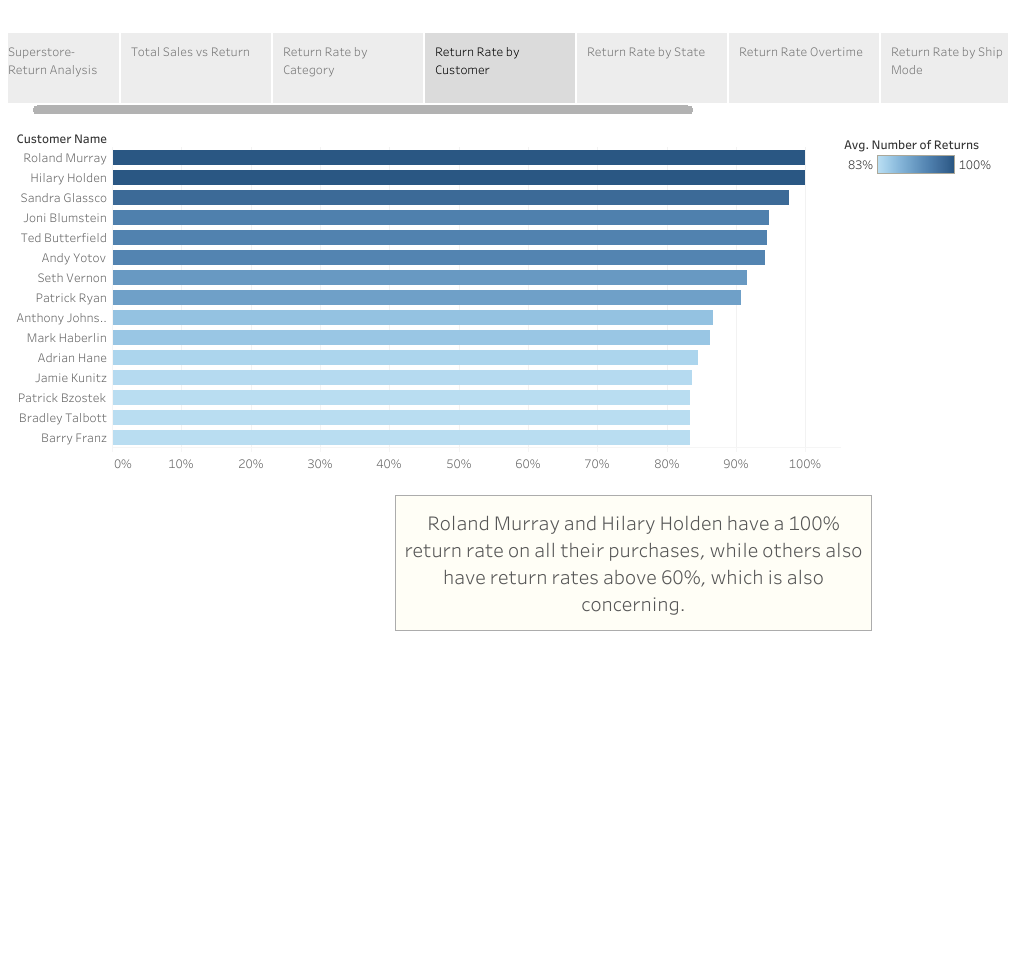 Superstore-
Return Analysis
Total Sales vs Return
Return Rate by
Category
Return Rate by
Customer
Return Rate by State
Return Rate Overtime
Return Rate by Ship
Mode
Customer Name
Roland Murray
Hilary Holden
Sandra Glassco
Joni Blumstein
Ted Butterfield
Andy Yotov
Seth Vernon
Patrick Ryan
Anthony Johns..
Mark Haberlin
Adrian Hane
Jamie Kunitz
Patrick Bzostek
Bradley Talbott
Barry Franz
0% 10% 20% 30% 40% 50% 60% 70% 80% 90% 100%
Avg. Number of Returns
83% 100%
Roland Murray and Hilary Holden have a 100%
return rate on all their purchases, while others also
have return rates above 60%, which is also
concerning.